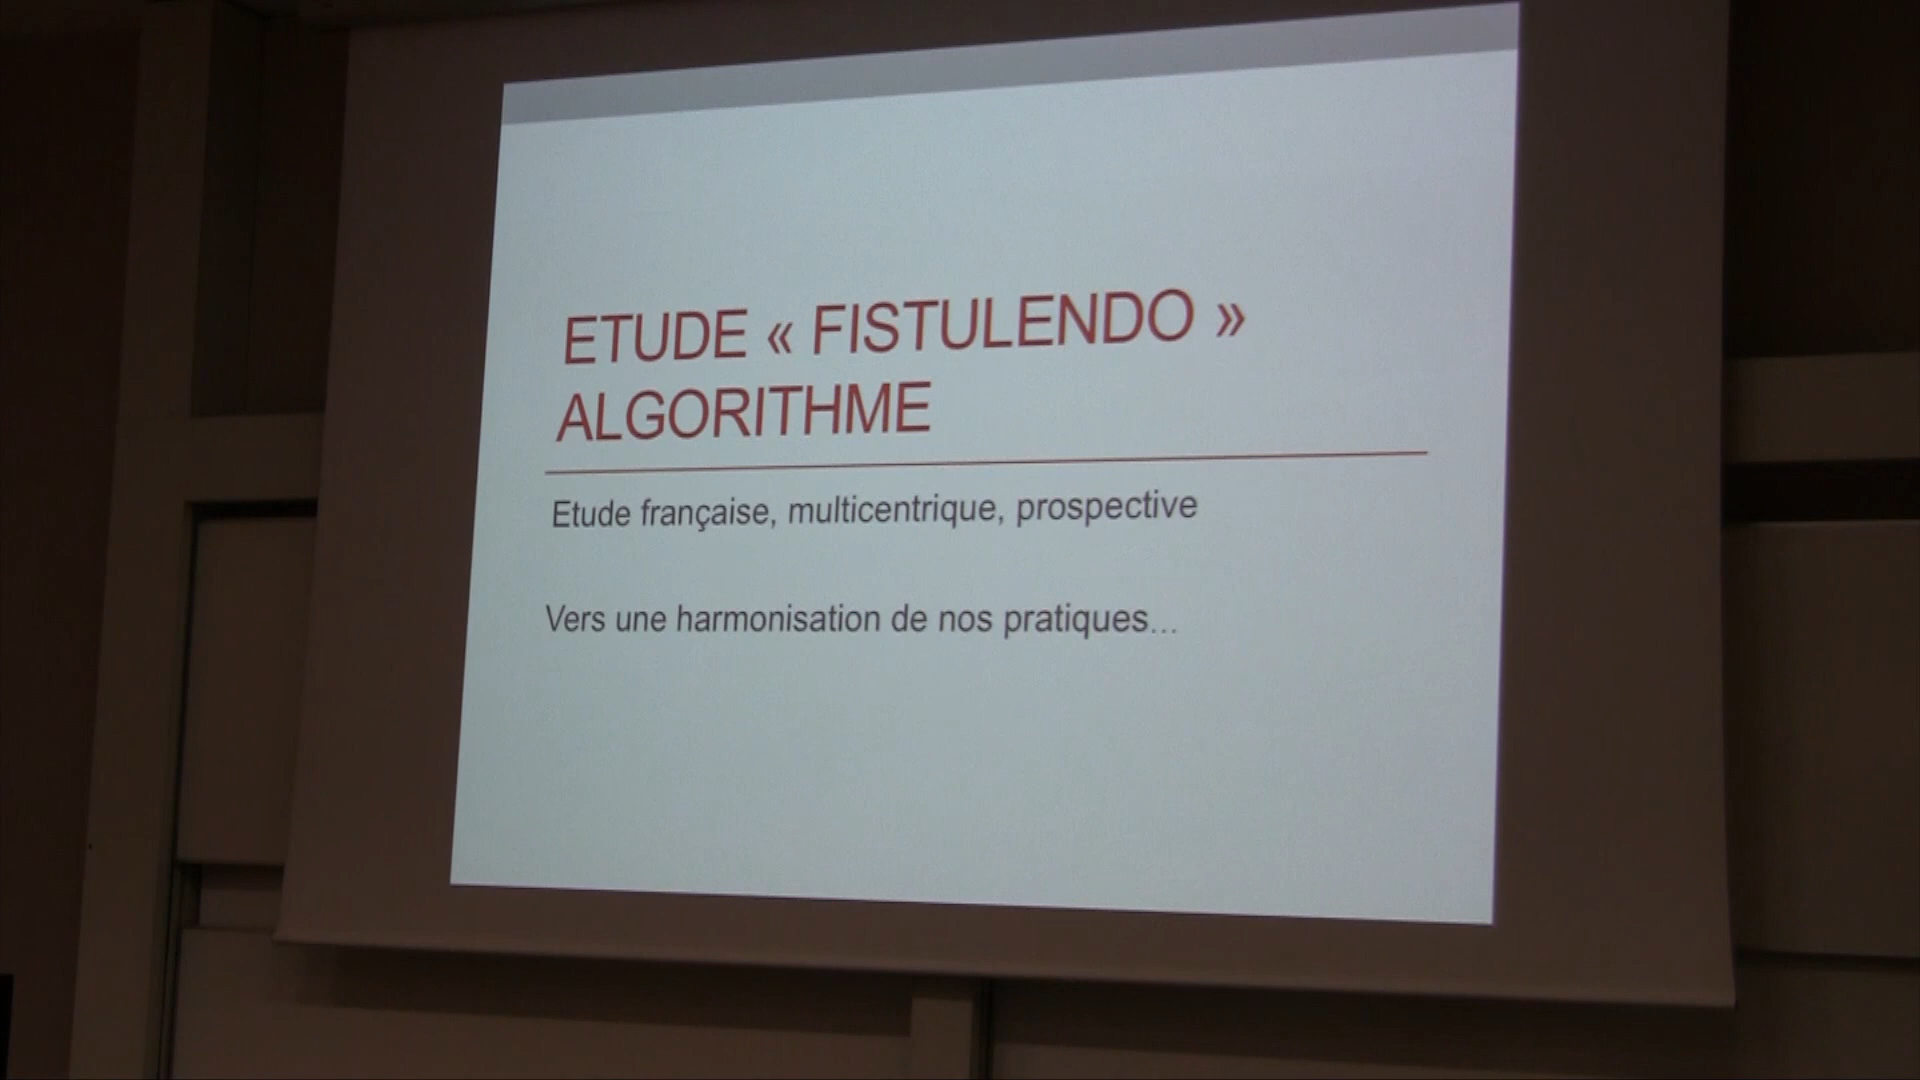 ETUDE « FISTULENDO »
ALGORITHME
Etude française, multicentrique, prospective
Vers une harmonisation de nos pratiques...